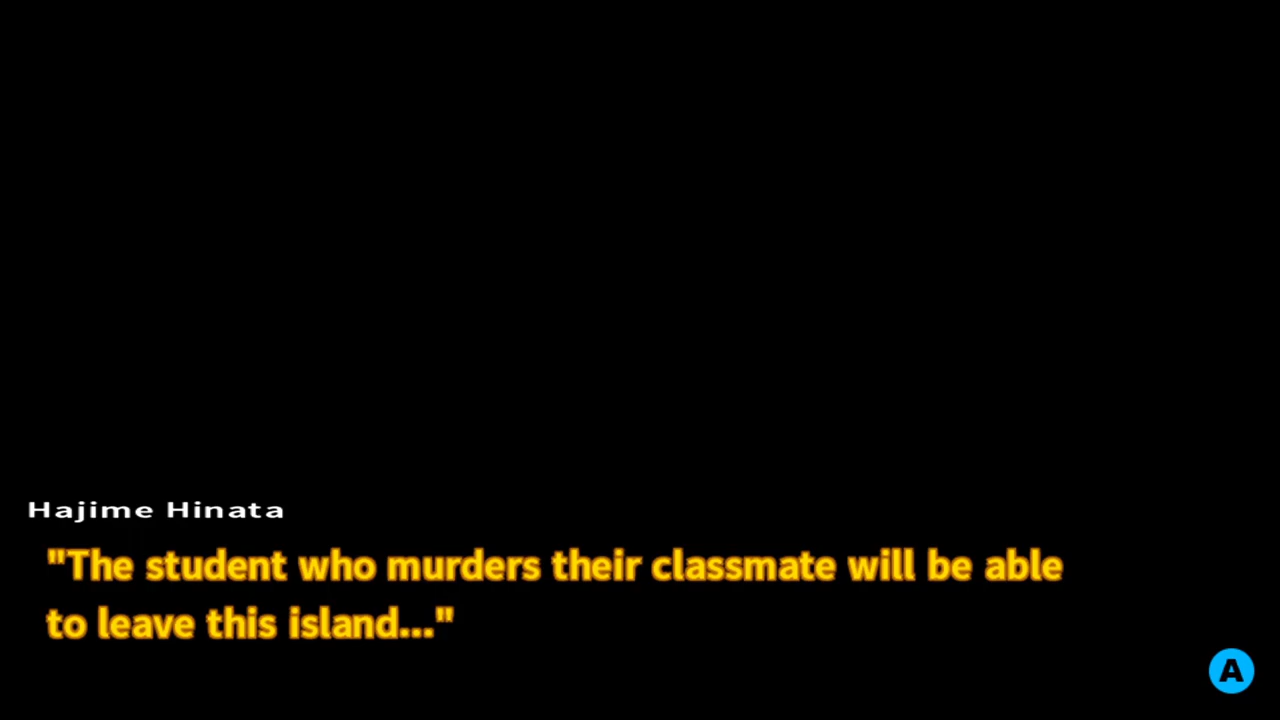 Hajime Hinata
"The student who murders their classmate will be able
to leave this island..."
A